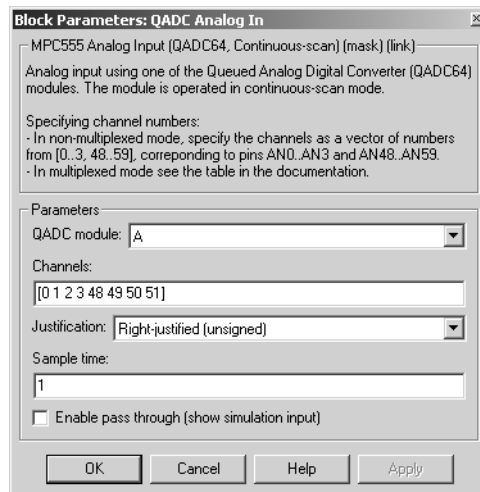 Block Parameters: QADC Analog In
MPC555 Analog Input (QADC64, Continuous-scan) (mask) (link)
Analog input using one of the Queued Analog Digital Converter (QADC64)
modules. The module is operated in continuous-scan mode.
Specifying channel numbers:
- In non-multiplexed mode, specify the channels as a vector of numbers
from [0..3, 48..59], correponding to pins AN0..AN3 and AN48..AN59.
- In multiplexed mode see the table in the documentation.
Parameters
QADC module: A
Channels:
[0 1 2 3 48 49 50 51]
Justification: Right-justified (unsigned)
Sample time:
1
Enable pass through (show simulation input)
OK Cancel Help Apply